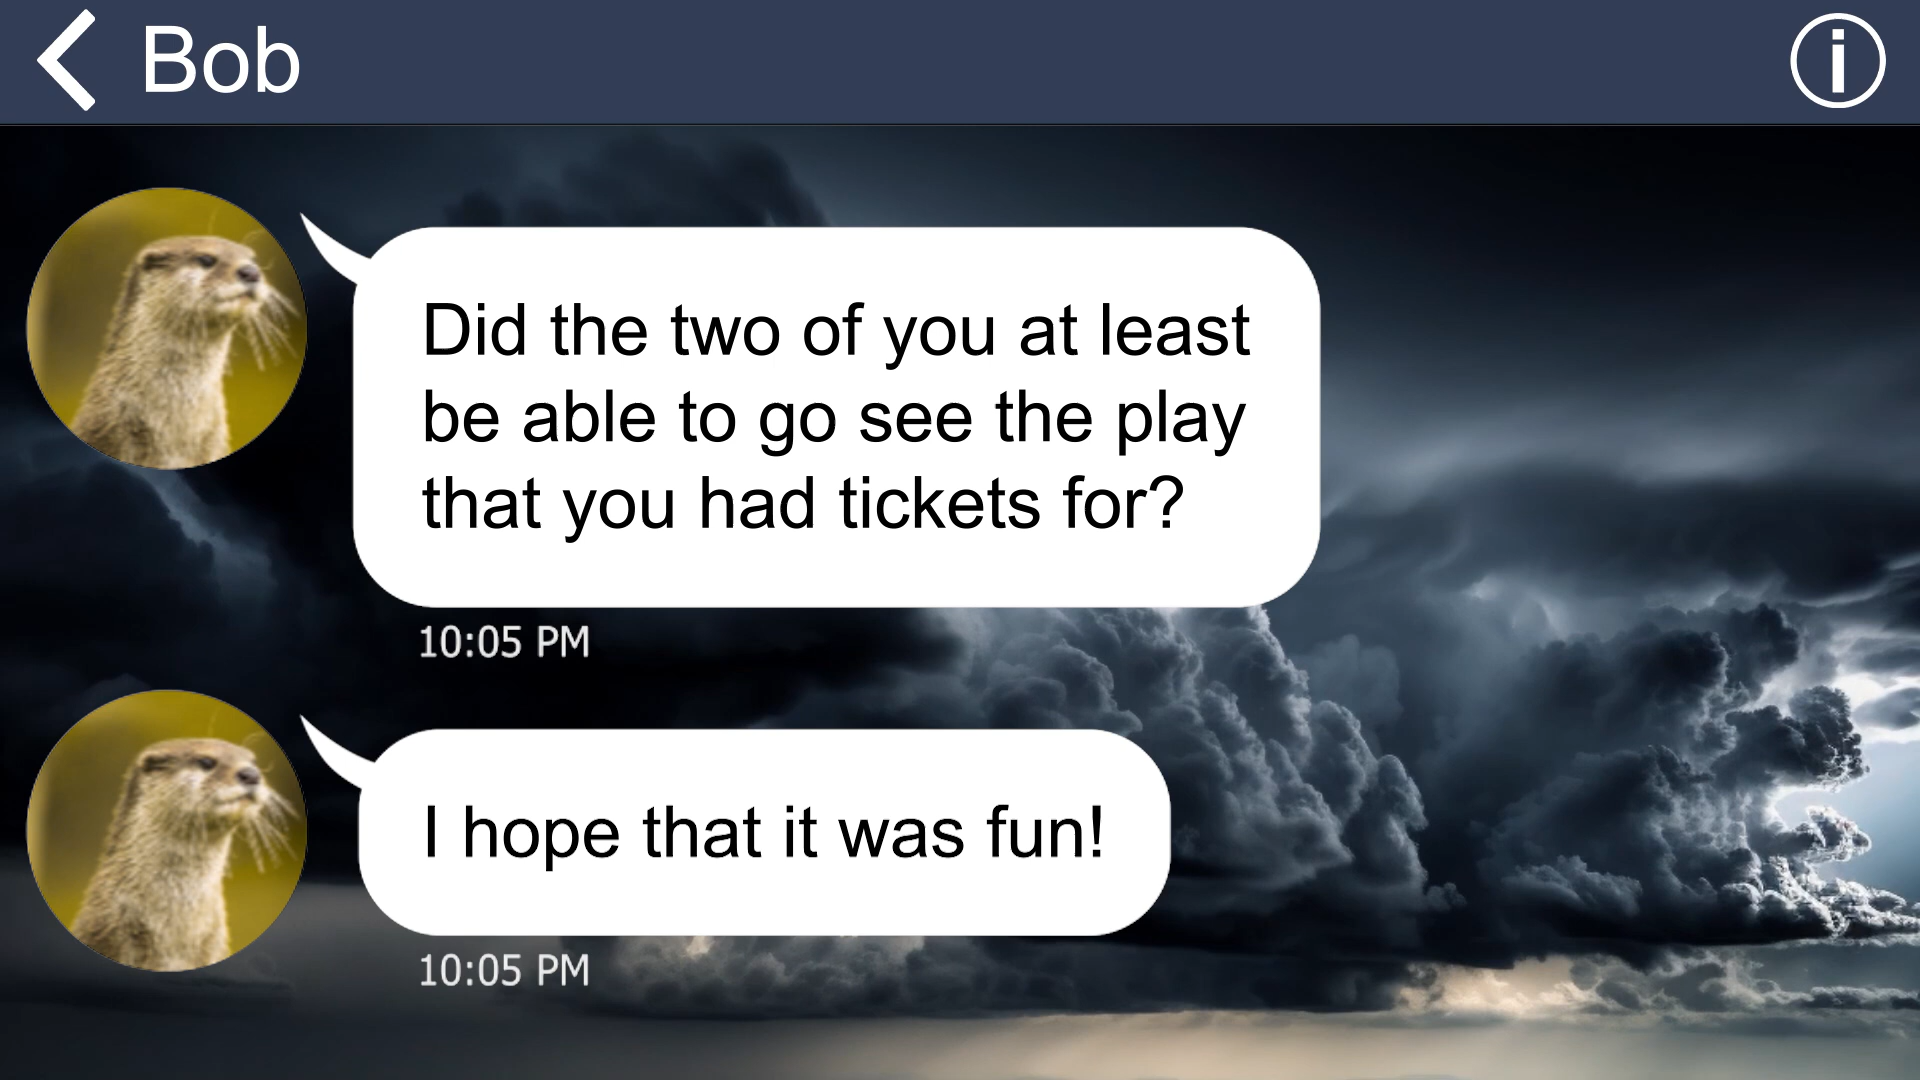 Bob
Did the two of you at least
be able to go see the play
that you had tickets for?
10:05 PM
I hope that it was fun!
10:05 PM